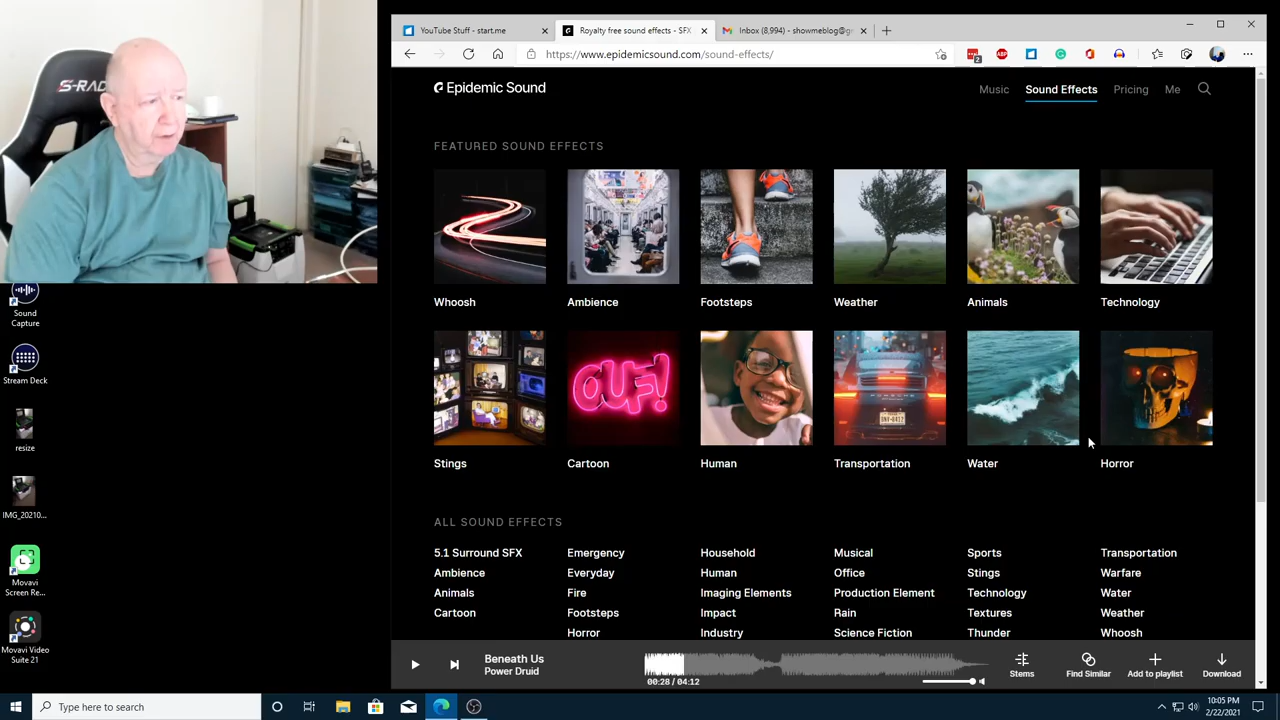 YouTube Stuff - start.me
Royalty free sound effects - SFX
Inbox (8,994) - showmeblog@g
https://www.epidemicsound.com/sound-effects/
2
ABP
S-RAC
Epidemic Sound
Music
Sound Effects
Pricing
Me
FEATURED SOUND EFFECTS
Whoosh
Ambience
Footsteps
Weather
Animals
Technology
OUF!
PORSCHE
Stings
Cartoon
Human
Transportation
Water
Horror
ALL SOUND EFFECTS
5.1 Surround SFX
Emergency
Household
Musical
Sports
Transportation
Ambience
Everyday
Human
Office
Stings
Warfare
Animals
Fire
Imaging Elements
Production Element
Technology
Water
Cartoon
Footsteps
Impact
Rain
Textures
Weather
Horror
Industry
Science Fiction
Thunder
Whoosh
Beneath Us
Power Druid
00:28 / 04:12
Stems
Find Similar
Add to playlist
Download
Sound
Capture
Stream Deck
resize
IMG_20210...
Movavi
Screen Re...
Movavi Video
Suite 21
Type here to search
10:05 PM
2/22/2021